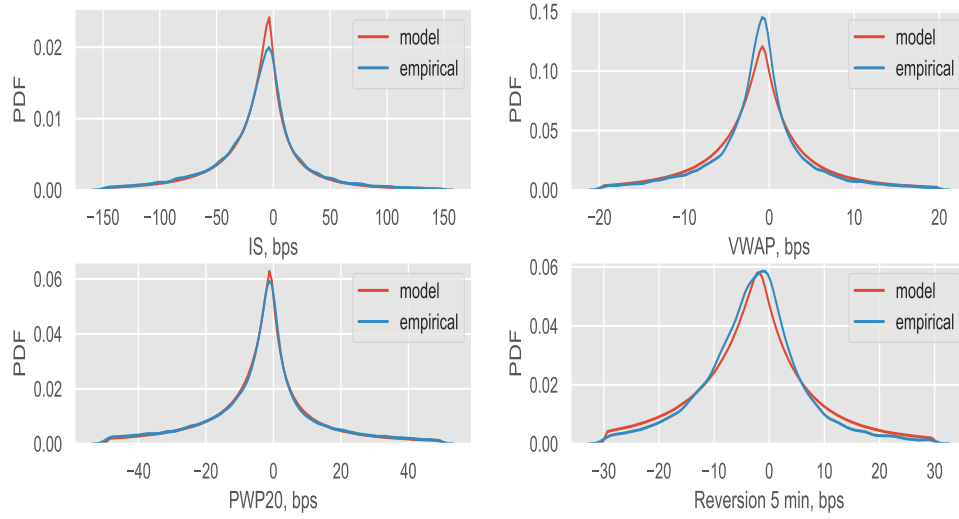 0.02
0.01
0.00
PDF
model
empirical
−150 −100 −50 0 50 100 150
IS, bps
0.15
0.10
0.05
0.00
PDF
model
empirical
−20 −10 0 10 20
VWAP, bps
0.06
0.04
0.02
0.00
PDF
model
empirical
−40 −20 0 20 40
PWP20, bps
0.06
0.04
0.02
0.00
PDF
model
empirical
−30 −20 −10 0 10 20 30
Reversion 5 min, bps